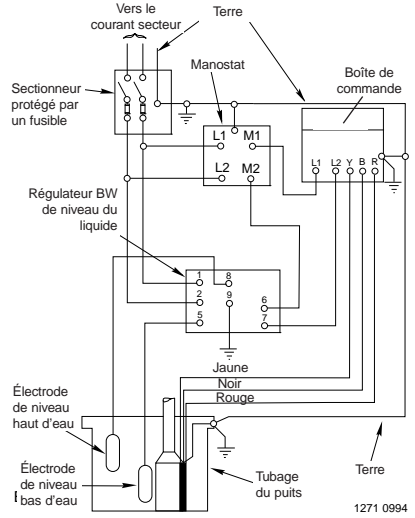 Vers le
courant secteur
Terre
Manostat
Boîte de
commande
Sectionneur
protégé par
un fusible
L1 M1
L2 M2
L1 L2 Y B R
Régulateur BW
de niveau du
liquide
1
8
2
9
6
5
7
Jaune
Noir
Rouge
Électrode
de niveau
haut d'eau
Électrode
de niveau
bas d'eau
Tubage
du puits
Terre
1271 0994